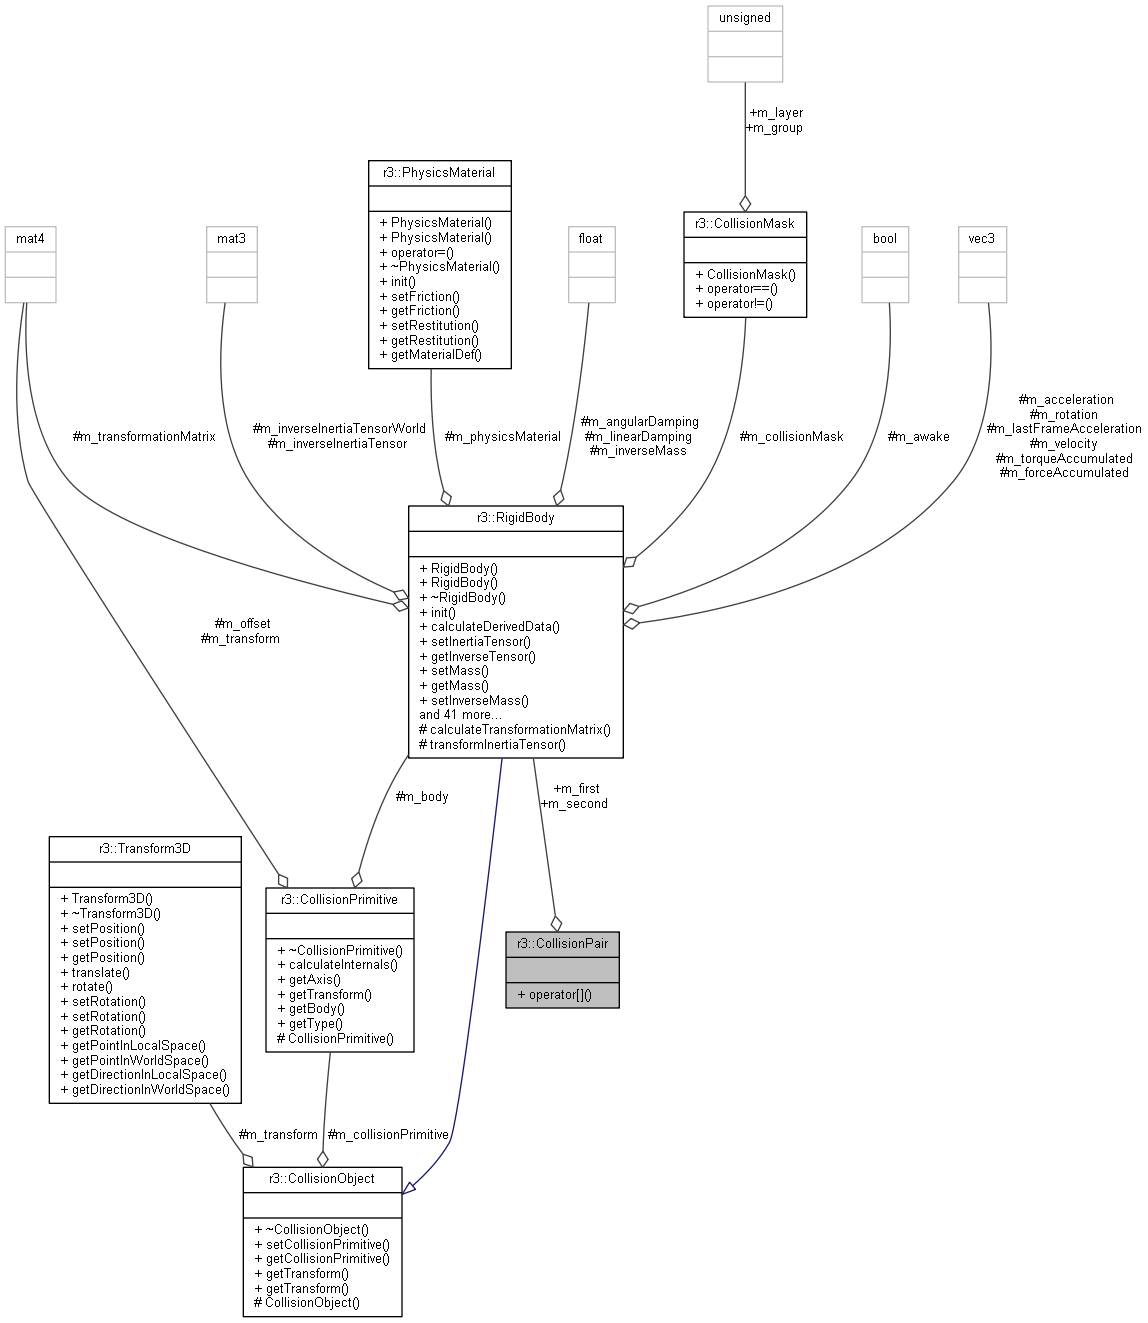 unsigned
+m_layer
+m_group
r3::PhysicsMaterial
+ PhysicsMaterial()
+ PhysicsMaterial()
+ operator=()
+ ~PhysicsMaterial()
+ init()
+ setFriction()
+ getFriction()
+ setRestitution()
+ getRestitution()
+ getMaterialDef()
r3::CollisionMask
+ CollisionMask()
+ operator==()
+ operator!=()
mat4
mat3
float
bool
vec3
#m_transformationMatrix
#m_inverseInertiaTensorWorld
#m_inverseInertiaTensor
#m_physicsMaterial
#m_angularDamping
#m_linearDamping
#m_inverseMass
#m_collisionMask
#m_awake
#m_acceleration
#m_rotation
#m_lastFrameAcceleration
#m_velocity
#m_torqueAccumulated
#m_forceAccumulated
r3::RigidBody
+ RigidBody()
+ RigidBody()
+ ~RigidBody()
+ init()
+ calculateDerivedData()
+ setInertiaTensor()
+ getInverseTensor()
+ setMass()
+ getMass()
+ setInverseMass()
and 41 more...
# calculateTransformationMatrix()
# transformInertiaTensor()
#m_offset
#m_transform
#m_body
+m_first
+m_second
r3::Transform3D
+ Transform3D()
+ ~Transform3D()
+ setPosition()
+ setPosition()
+ getPosition()
+ translate()
+ rotate()
+ setRotation()
+ setRotation()
+ getRotation()
+ getPointInLocalSpace()
+ getPointInWorldSpace()
+ getDirectionInLocalSpace()
+ getDirectionInWorldSpace()
r3::CollisionPrimitive
+ ~CollisionPrimitive()
+ calculateInternals()
+ getAxis()
+ getTransform()
+ getBody()
+ getType()
# CollisionPrimitive()
r3::CollisionPair
+ operator[]()
#m_transform
#m_collisionPrimitive
r3::CollisionObject
+ ~CollisionObject()
+ setCollisionPrimitive()
+ getCollisionPrimitive()
+ getTransform()
+ getTransform()
# CollisionObject()